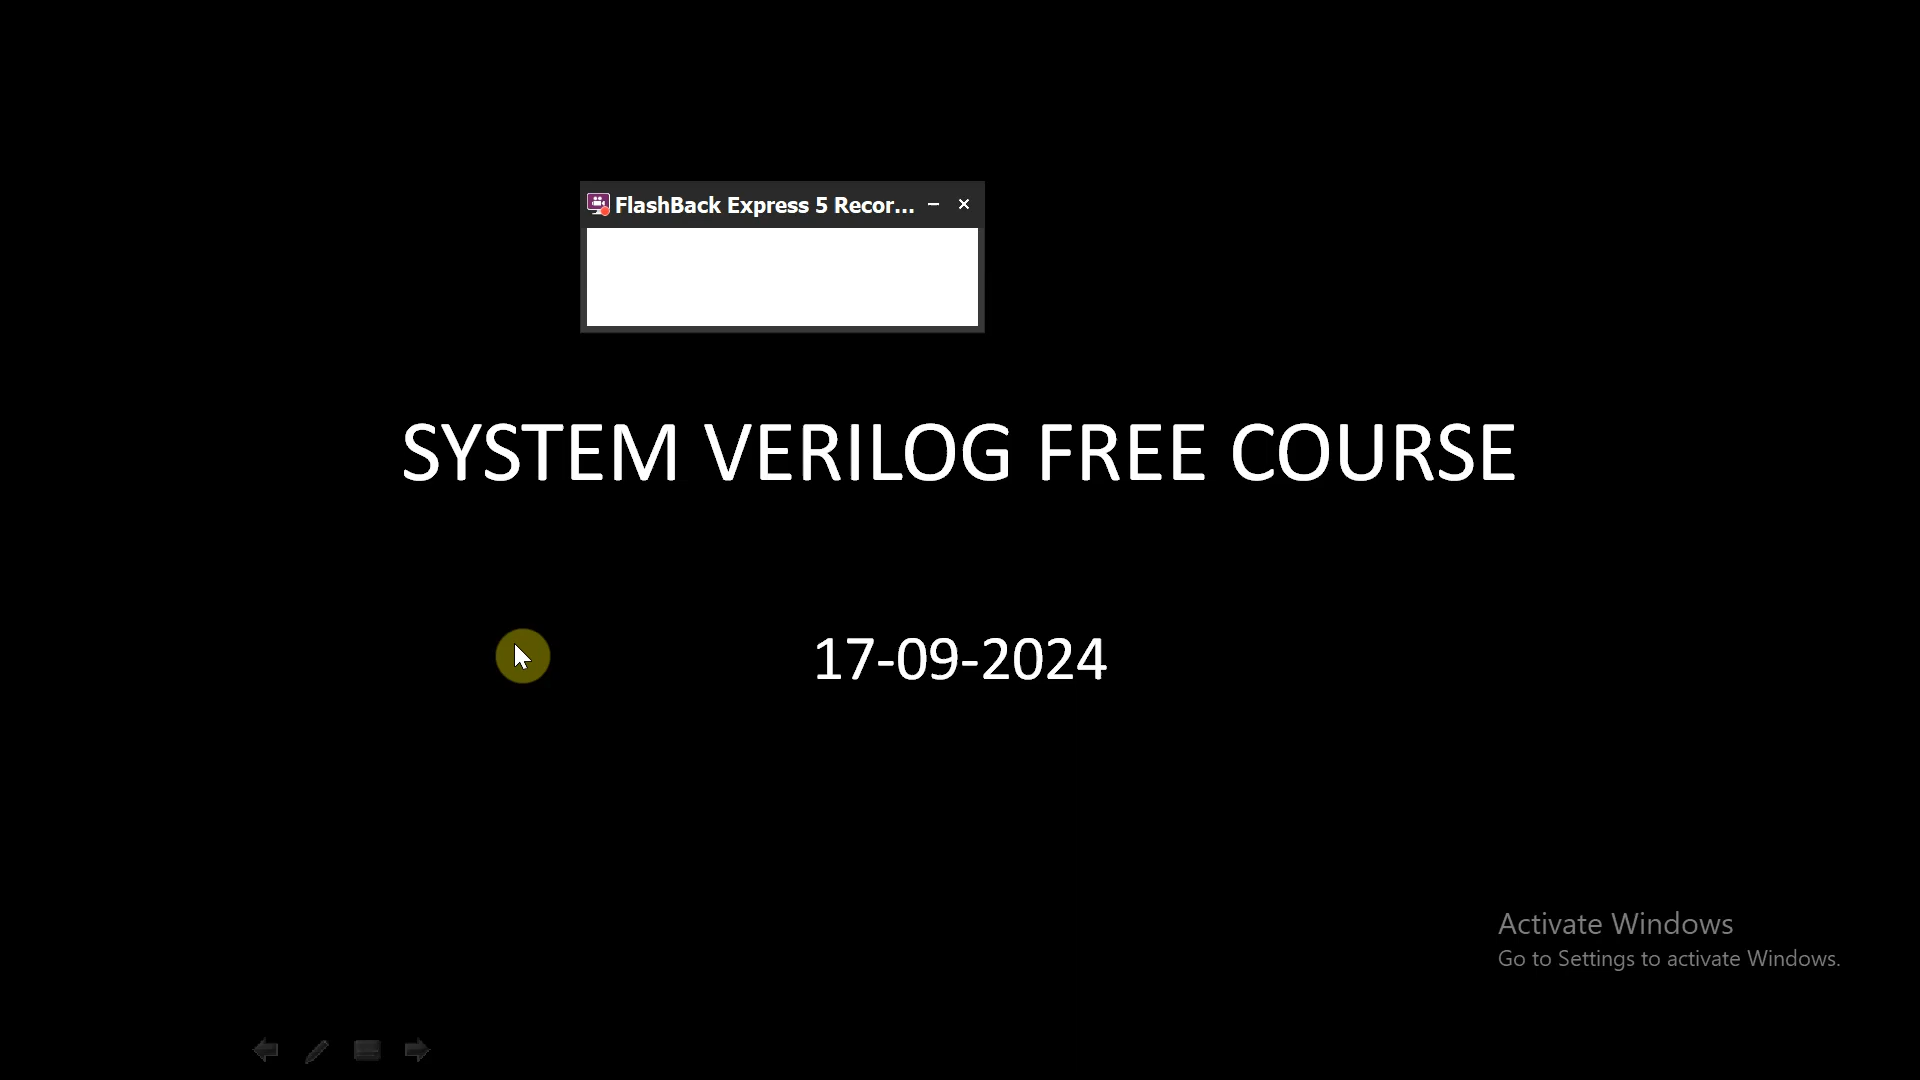 FlashBack Express 5 Recor...
SYSTEM VERILOG FREE COURSE
17-09-2024
Activate Windows
Go to Settings to activate Windows.